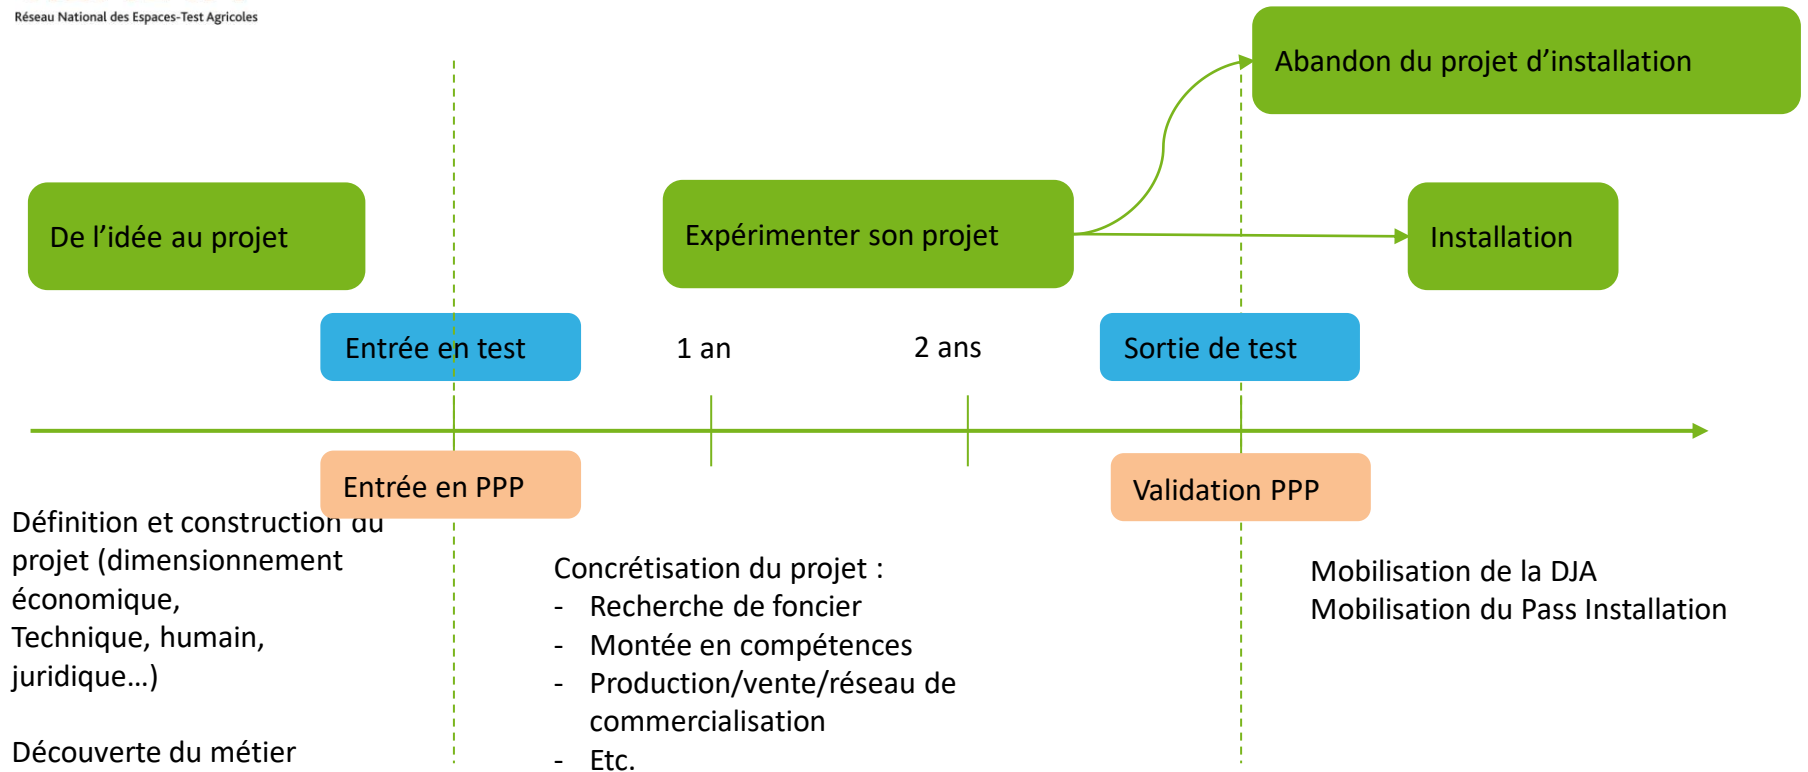 Réseau National des Espaces-Test Agricoles
Abandon du projet d’installation
De l’idée au projet
Expérimenter son projet
Installation
Entrée en test
1 an
2 ans
Sortie de test
Entrée en PPP
Validation PPP
Définition et construction du
projet (dimensionnement
économique,
Technique, humain,
juridique…)
Découverte du métier
Concrétisation du projet :
- Recherche de foncier
- Montée en compétences
- Production/vente/réseau de
commercialisation
- Etc.
Mobilisation de la DJA
Mobilisation du Pass Installation